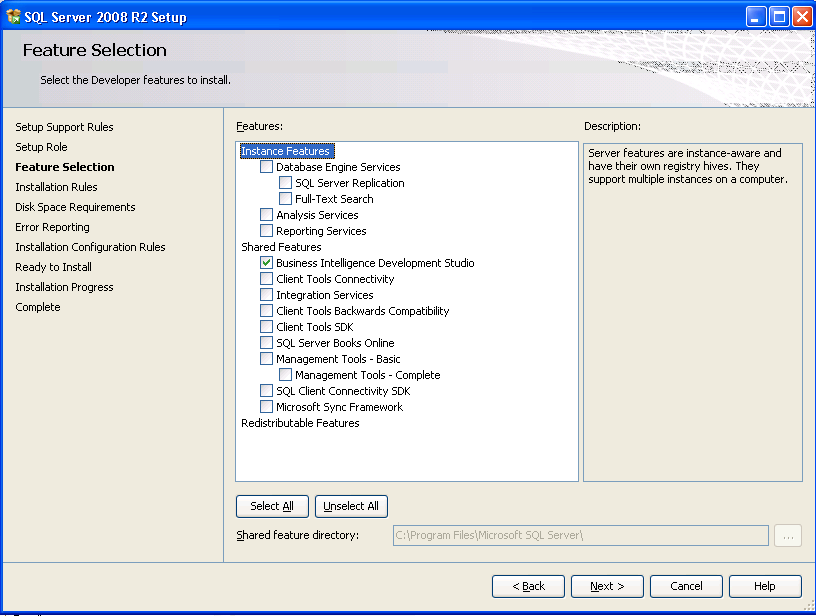 SQL Server 2008 R2 Setup
Feature Selection
Select the Developer features to install.
Setup Support Rules
Setup Role
Feature Selection
Installation Rules
Disk Space Requirements
Error Reporting
Installation Configuration Rules
Ready to Install
Installation Progress
Complete
Features:
Instance Features
Database Engine Services
SQL Server Replication
Full-Text Search
Analysis Services
Reporting Services
Shared Features
Business Intelligence Development Studio
Client Tools Connectivity
Integration Services
Client Tools Backwards Compatibility
Client Tools SDK
SQL Server Books Online
Management Tools - Basic
Management Tools - Complete
SQL Client Connectivity SDK
Microsoft Sync Framework
Redistributable Features
Description:
Server features are instance-aware and
have their own registry hives. They
support multiple instances on a computer.
Select All
Unselect All
Shared feature directory:
C:\Program Files\Microsoft SQL Server\
...
< Back
Next >
Cancel
Help